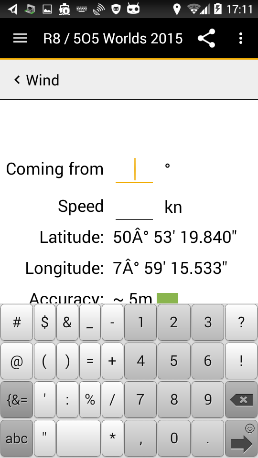 17:11
R8 / 5O5 Worlds 2015
< Wind
Coming from °
Speed kn
Latitude: 50Â° 53' 19.840"
Longitude: 7Â° 59' 15.533"
Accuracy: ~ 5m
# $ & _ - 1 2 3 ?
@ ( ) = + 4 5 6 !
{&= ' : % / 7 8 9
abc " * , 0 .